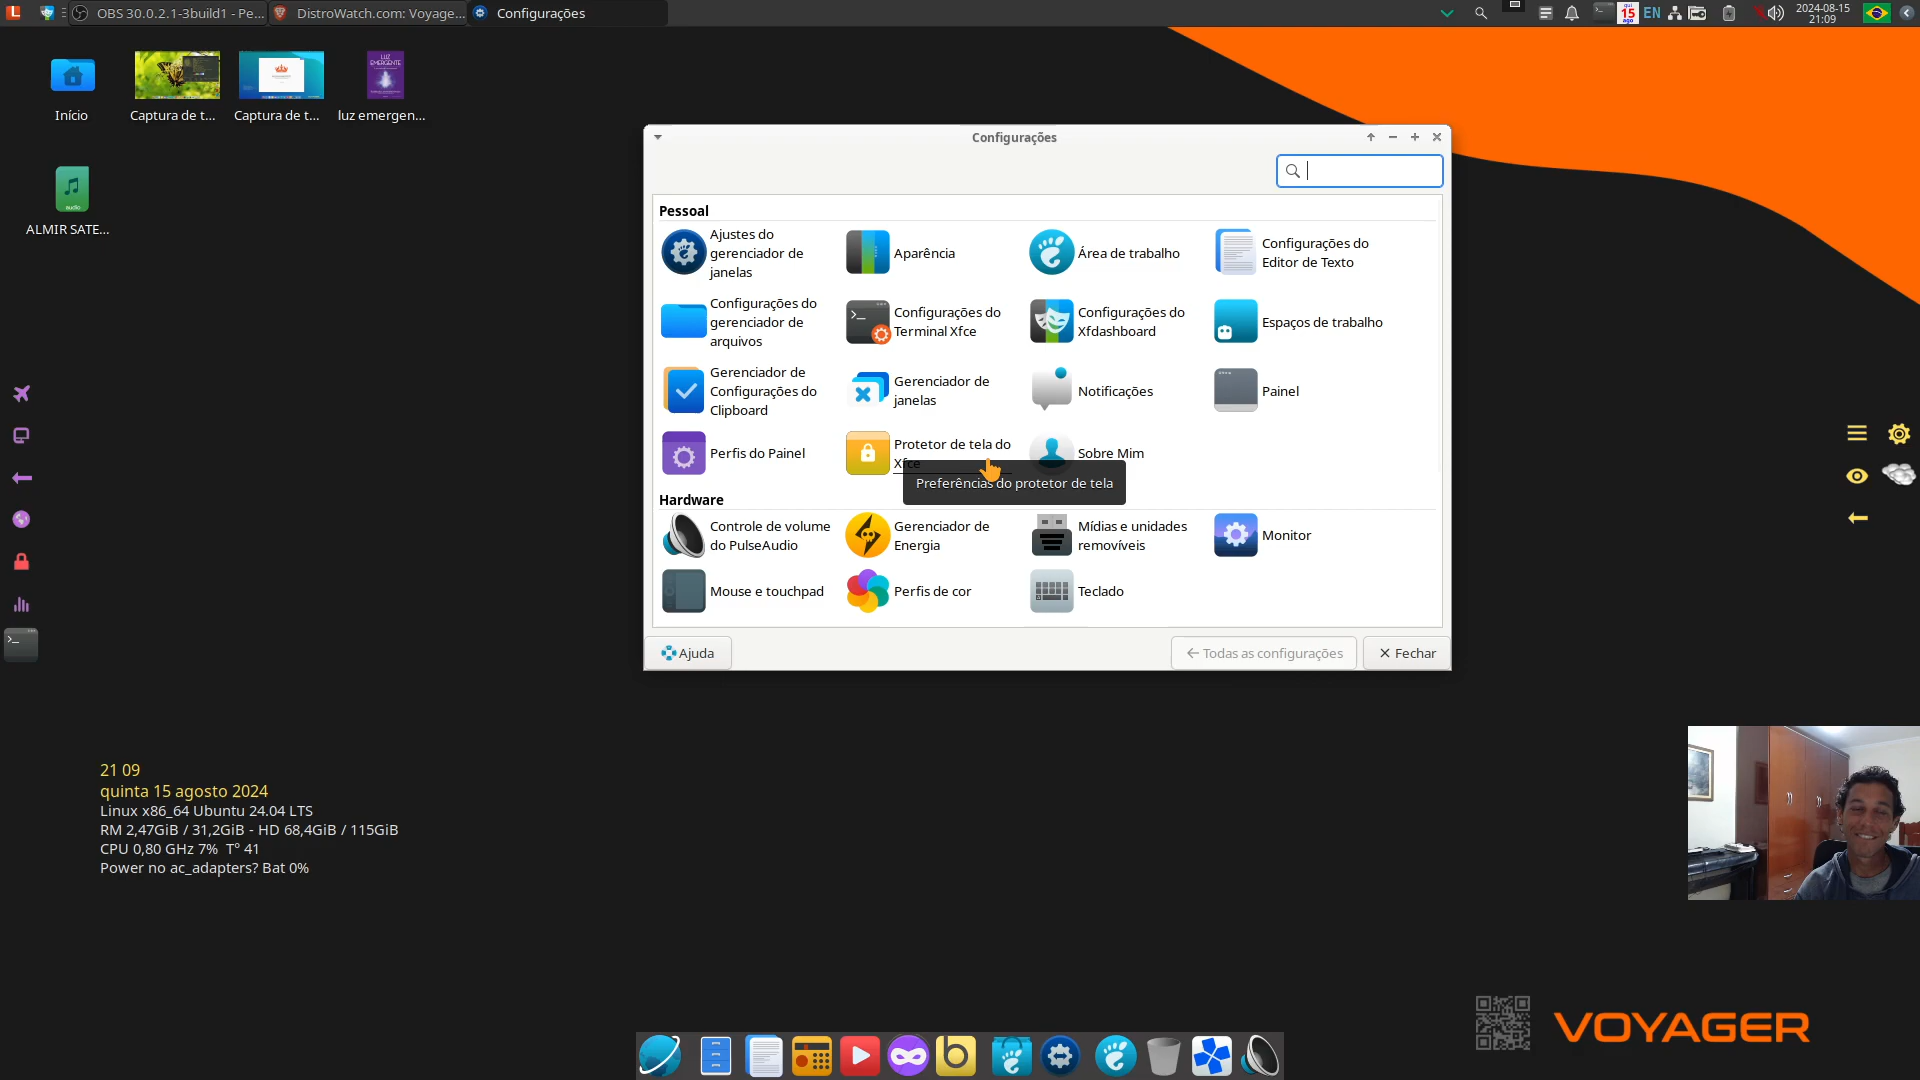 OBS 30.0.2.1-3build1 - Pe...
DistroWatch.com: Voyage...
Configurações
qui
15
ago
EN
2024-08-15
21:09
Início
Captura de t...
Captura de t...
LUZ
EMERGENTE
luz emergen...
audio
ALMIR SATE...
Configurações
Pessoal
Ajustes do
gerenciador de
janelas
Aparência
Área de trabalho
Configurações do
Editor de Texto
Configurações do
gerenciador de
arquivos
Configurações do
Terminal Xfce
Configurações do
Xfdashboard
Espaços de trabalho
Gerenciador de
Configurações do
Clipboard
Gerenciador de
janelas
Notificações
Painel
Perfis do Painel
Protetor de tela do
Xfce
Sobre Mim
Preferências do protetor de tela
Hardware
Controle de volume
do PulseAudio
Gerenciador de
Energia
Mídias e unidades
removíveis
Monitor
Mouse e touchpad
Perfis de cor
Teclado
Ajuda
Todas as configurações
Fechar
21 09
quinta 15 agosto 2024
Linux x86_64 Ubuntu 24.04 LTS
RM 2,47GiB / 31,2GiB - HD 68,4GiB / 115GiB
CPU 0,80 GHz 7% T° 41
Power no ac_adapters? Bat 0%
VOYAGER